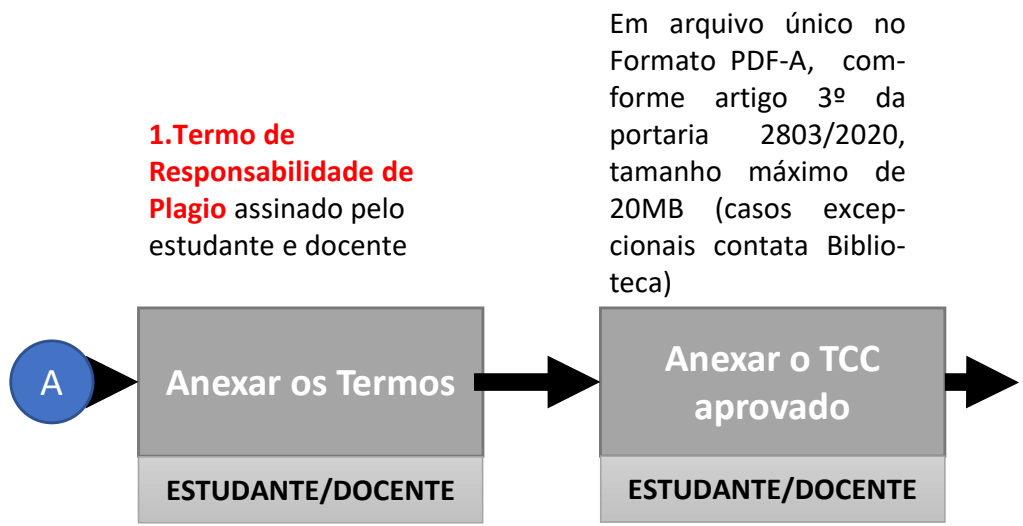 Em arquivo único no
Formato PDF-A, com-
forme artigo 3º da
portaria 2803/2020,
tamanho máximo de
20MB (casos excep-
cionais contata Biblio-
teca)
1.Termo de
Responsabilidade de
Plagio assinado pelo
estudante e docente
A
Anexar os Termos
ESTUDANTE/DOCENTE
Anexar o TCC
aprovado
ESTUDANTE/DOCENTE